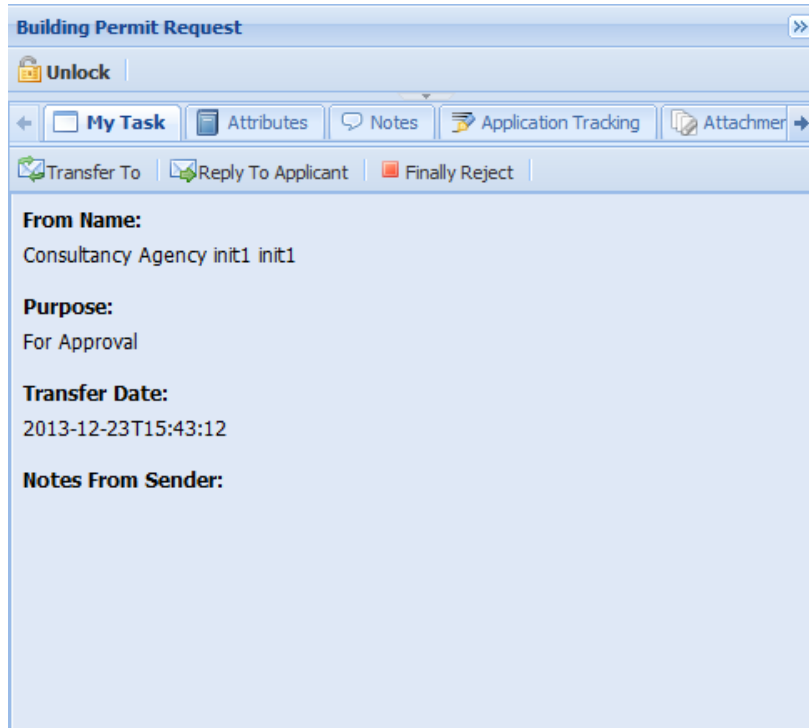 Building Permit Request
Unlock
My Task Attributes Notes Application Tracking Attachmer
Transfer To Reply To Applicant Finally Reject
From Name:
Consultancy Agency init1 init1
Purpose:
For Approval
Transfer Date:
2013-12-23T15:43:12
Notes From Sender: